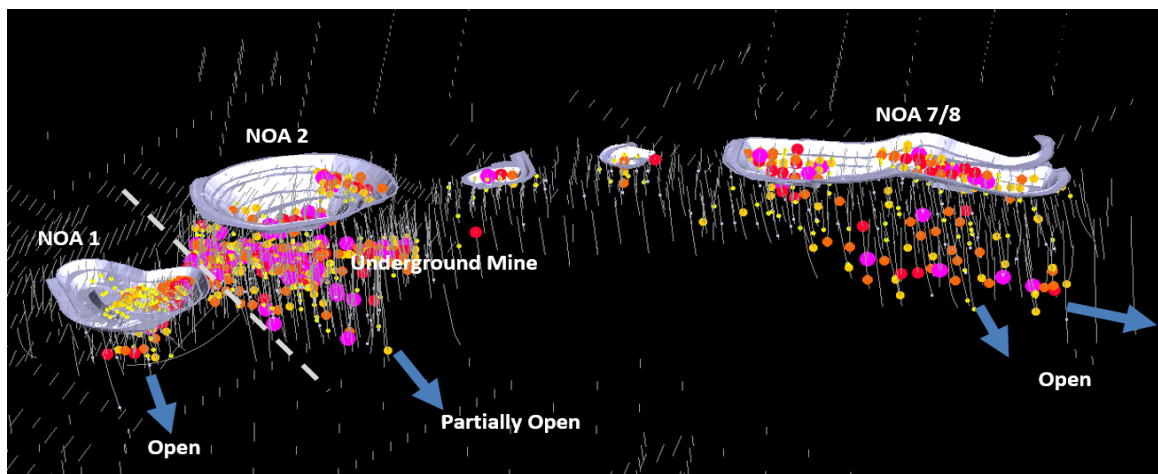 NOA 7/8
NOA 2
NOA 1
Underground Mine
Open
Partially Open
Open